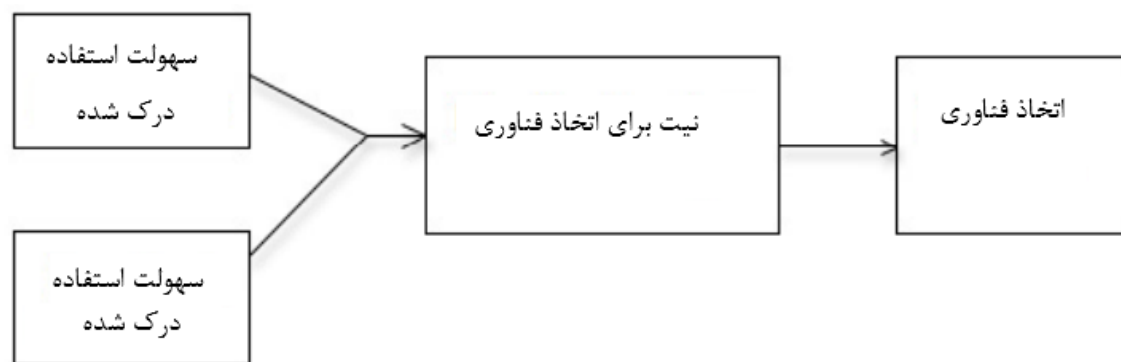 سهولت استفاده
درک شده
نیت برای اتخاذ فناوری
اتخاذ فناوری
سهولت استفاده
درک شده